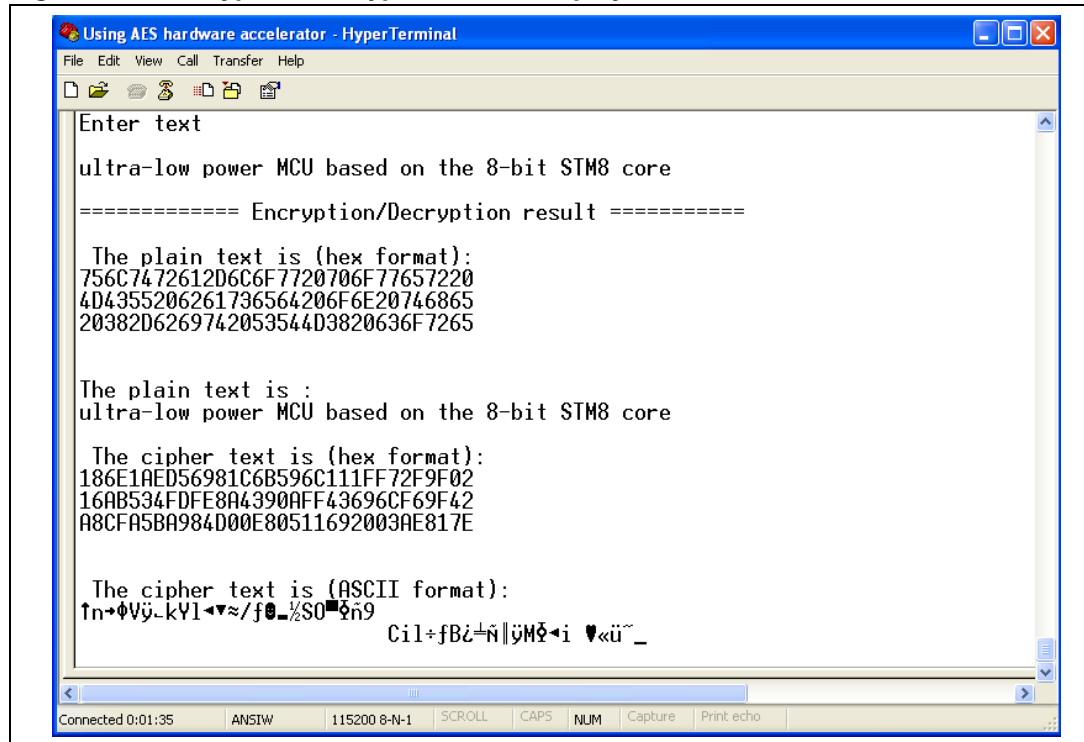 Using AES hardware accelerator - HyperTerminal
File Edit View Call Transfer Help
Enter text
ultra-low power MCU based on the 8-bit STM8 core
============= Encryption/Decryption result ===========
The plain text is (hex format):
756C7472612D6C6F7720706F77657220
4D4355206261736564206F6E20746865
20382D6269742053544D3820636F7265
The plain text is :
ultra-low power MCU based on the 8-bit STM8 core
The cipher text is (hex format):
186E1AED56981C6B596C111FF72F9F02
16AB534FDFE8A4390AFF43696CF69F42
A8CFA5BA984D00E80511692003AE817E
The cipher text is (ASCII format):
Cil÷fB¿╧Ñ║ÿMΦ◄i ♥«ü~_
Connected 0:01:35 ANSIW 115200 8-N-1 SCROLL CAPS NUM Capture Print echo